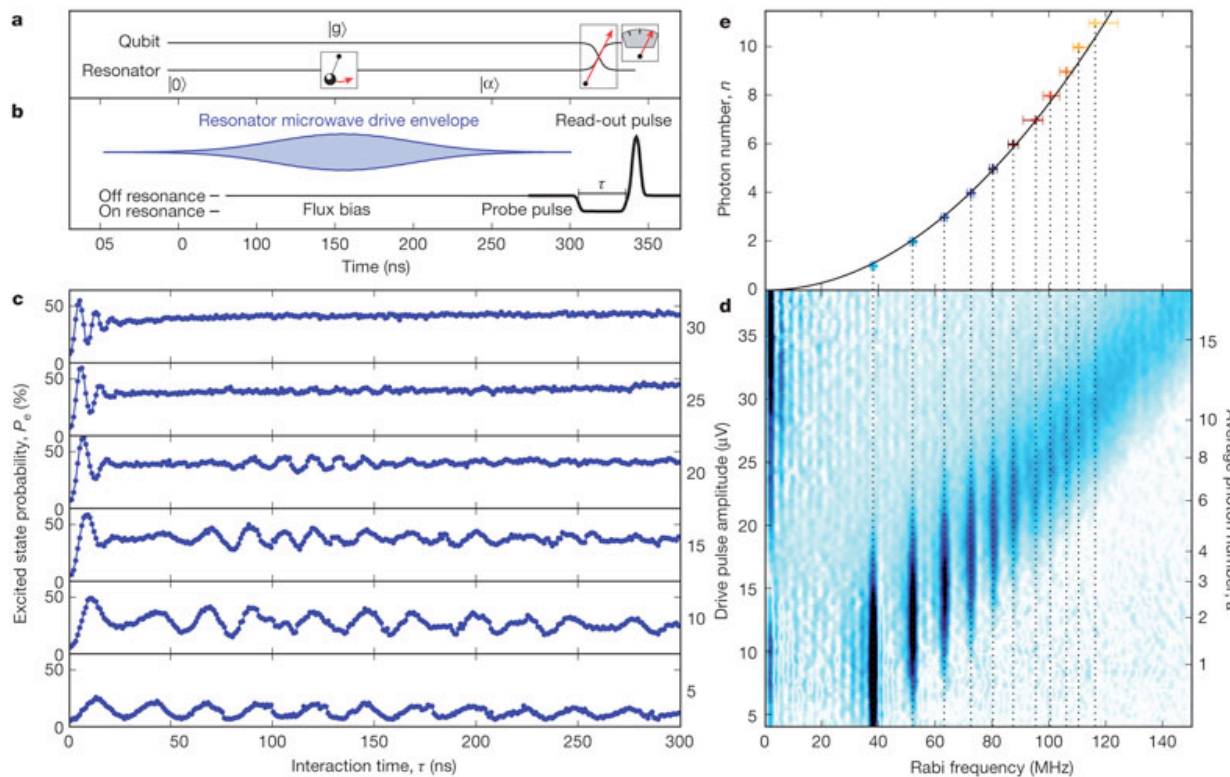 a
Qubit
|g⟩
Resonator
|0⟩
|α⟩
b
Resonator microwave drive envelope
Read-out pulse
τ
Off resonance
On resonance
Flux bias
Probe pulse
05 0 100 150 200 250 300 350
Time (ns)
c
Excited state probability, Pe (%)
50
0
30
50
0
25
50
0
20
50
0
15
50
0
10
50
0
5
0 50 100 150 200 250 300
Interaction time, τ (ns)
e
Photon number, n
10
8
6
4
2
0
d
Drive pulse amplitude (μV)
35
30
25
20
15
10
5
15
10
8
6
4
3
2
1
0 20 40 60 80 100 120 140
Rabi frequency (MHz)